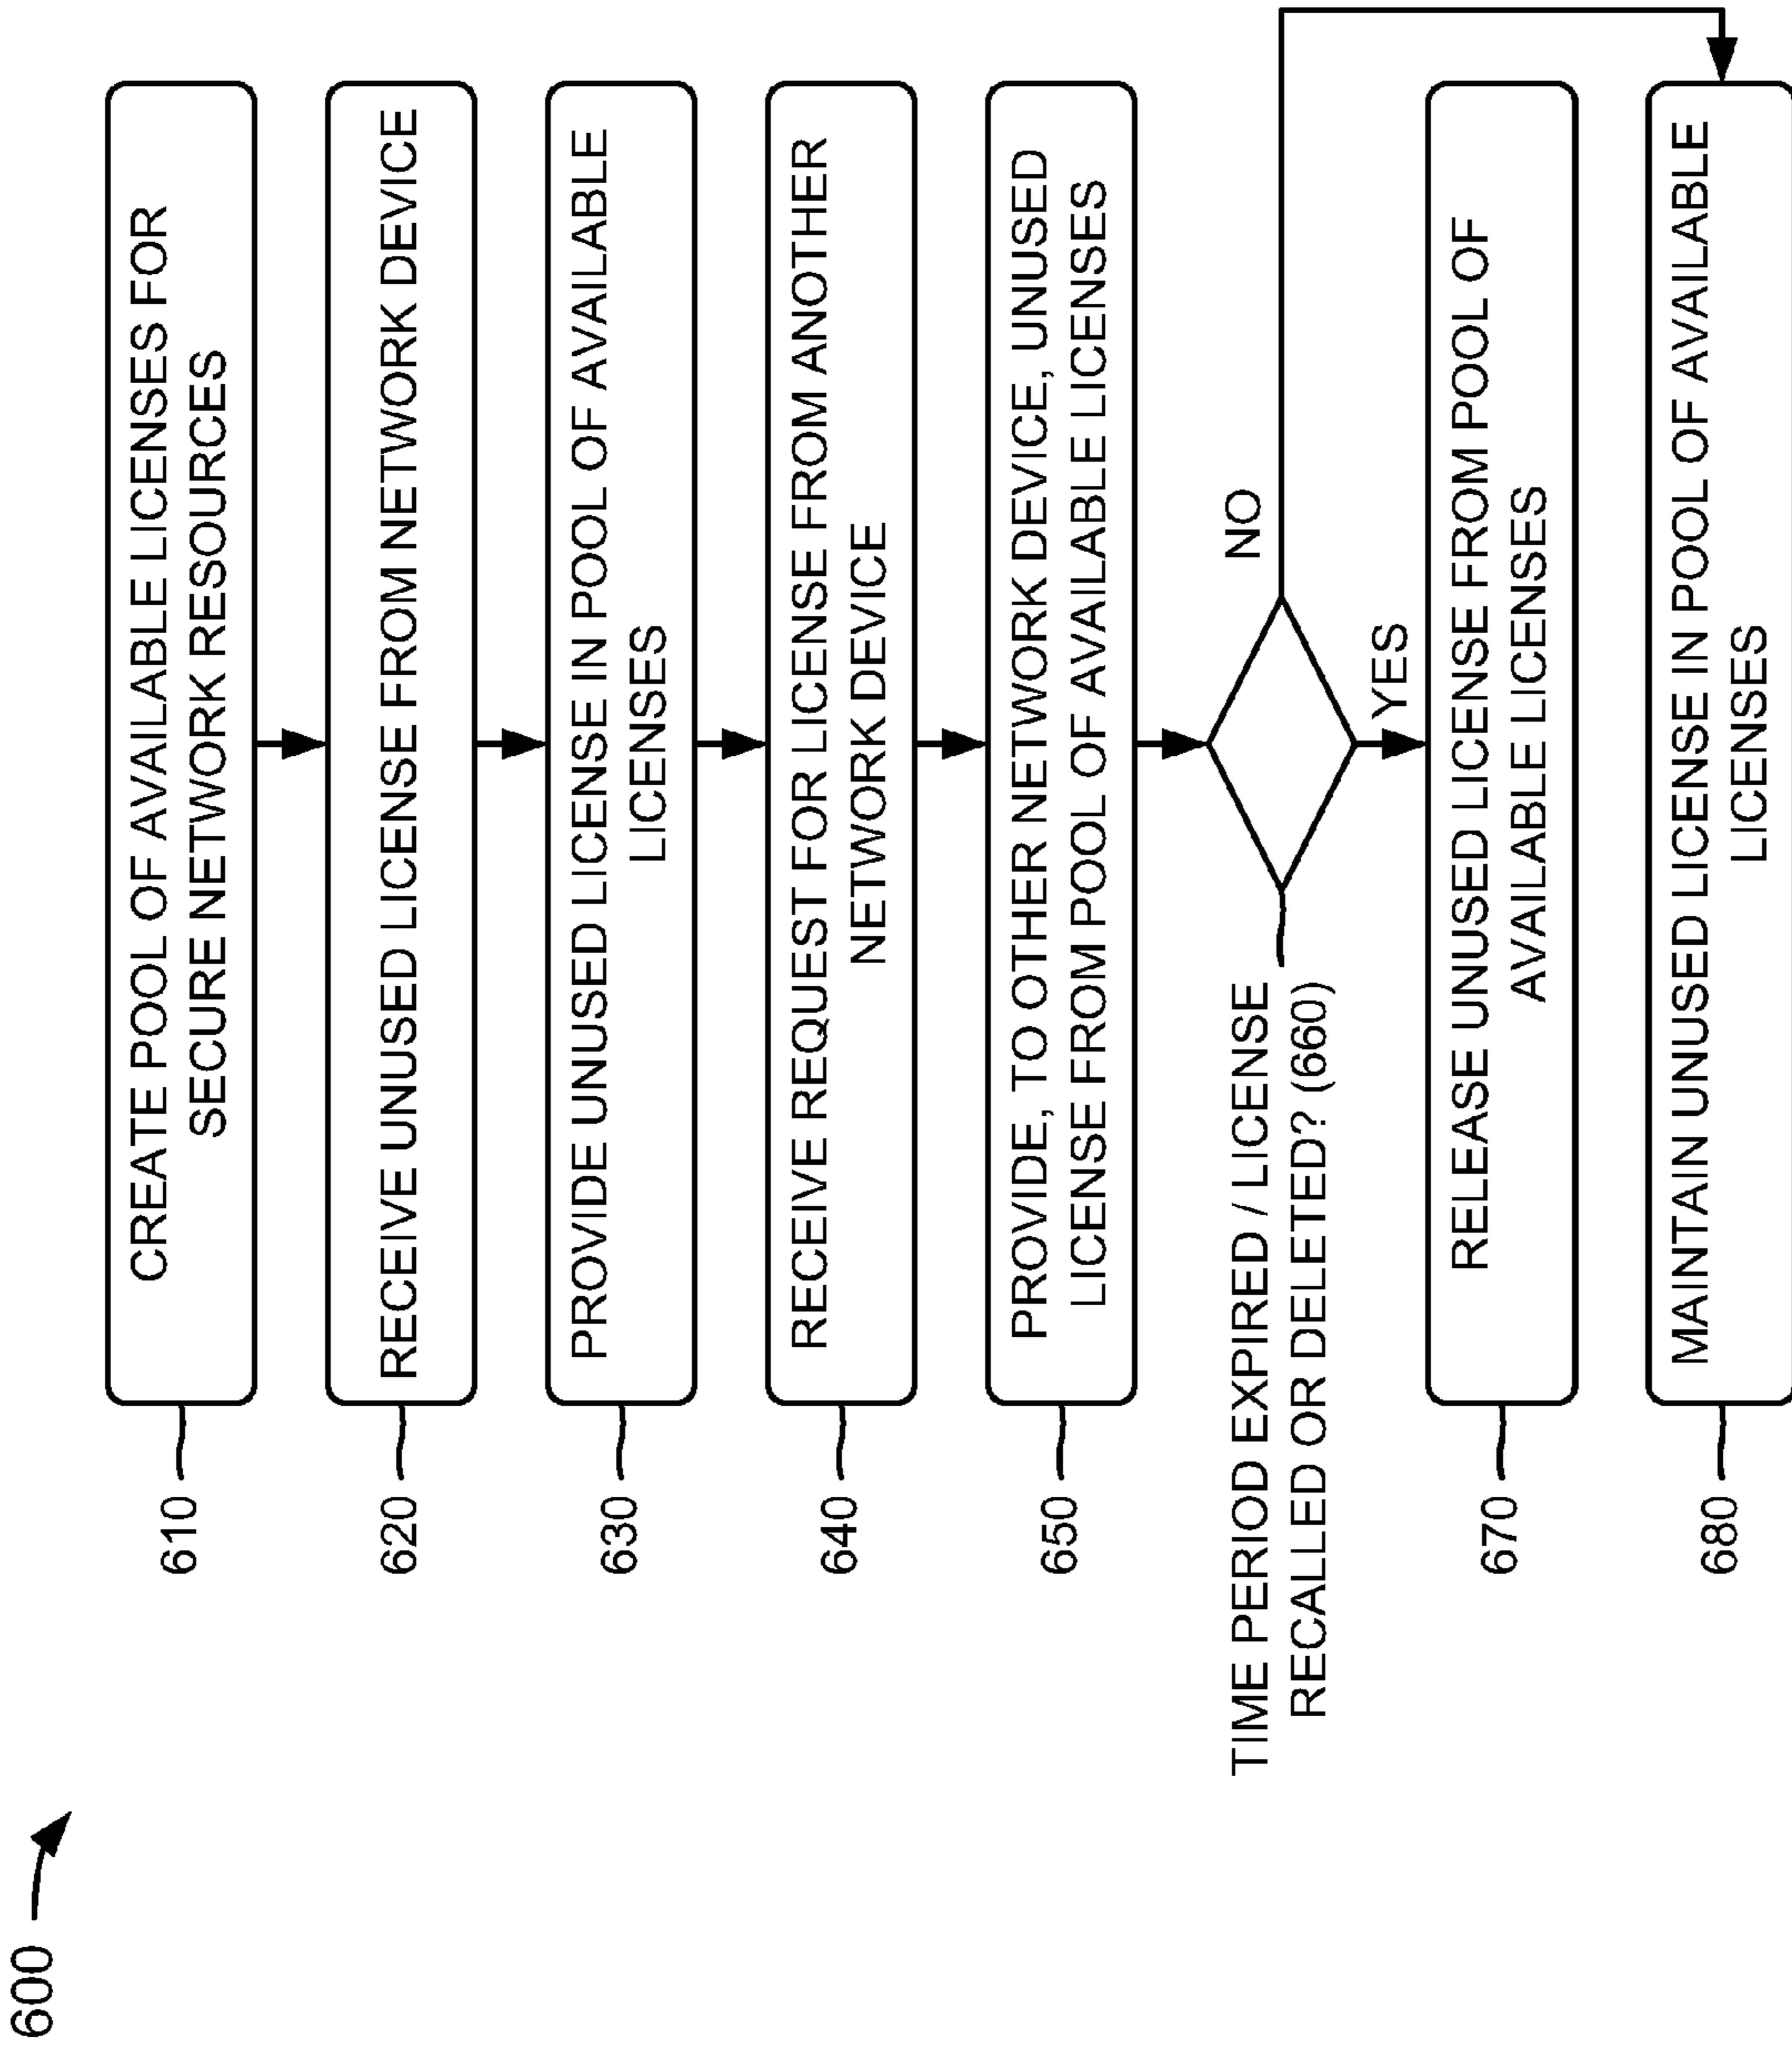 600
610
CREATE POOL OF AVAILABLE LICENSES FOR
SECURE NETWORK RESOURCES
620
RECEIVE UNUSED LICENSE FROM NETWORK DEVICE
630
PROVIDE UNUSED LICENSE IN POOL OF AVAILABLE
LICENSES
640
RECEIVE REQUEST FOR LICENSE FROM ANOTHER
NETWORK DEVICE
650
PROVIDE, TO OTHER NETWORK DEVICE, UNUSED
LICENSE FROM POOL OF AVAILABLE LICENSES
TIME PERIOD EXPIRED / LICENSE
RECALLED OR DELETED? (660)
NO
YES
670
RELEASE UNUSED LICENSE FROM POOL OF
AVAILABLE LICENSES
680
MAINTAIN UNUSED LICENSE IN POOL OF AVAILABLE
LICENSES